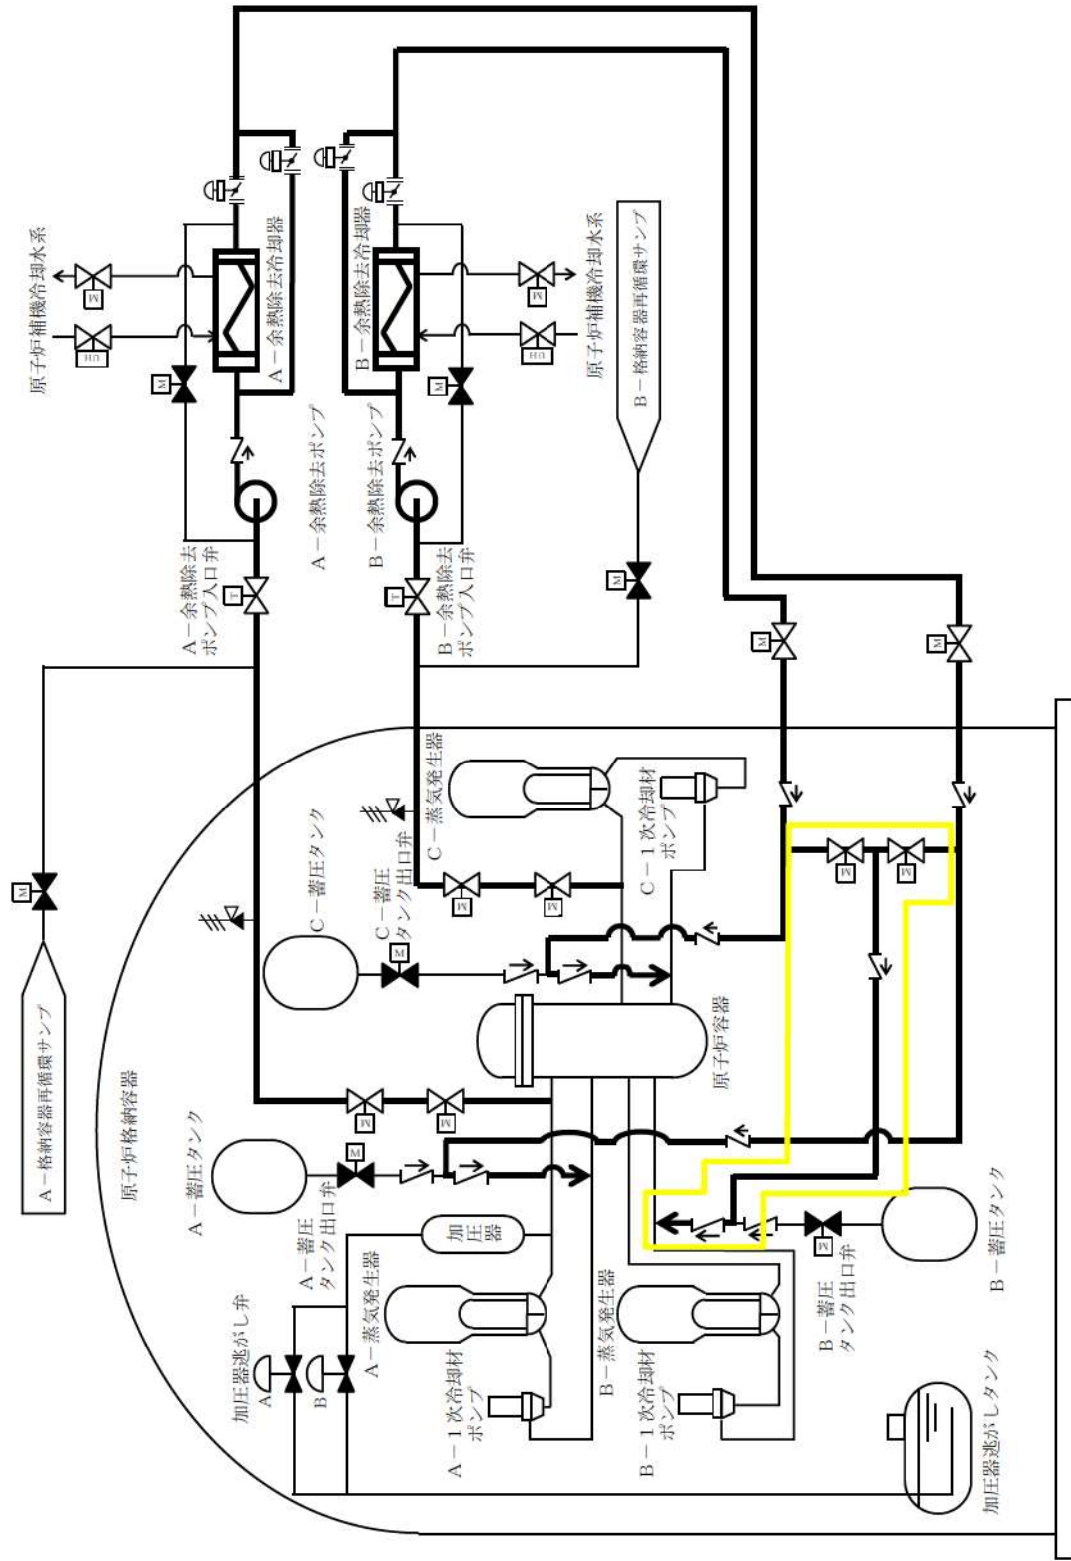 原子炉補機冷却水系
A-余熱除去冷却器
B-余熱除去冷却器
原子炉補機冷却水系
B-格納容器再循環サンプ
A-余熱除去ポンプ
B-余熱除去ポンプ
A-余熱除去
ポンプ入口弁
B-余熱除去
ポンプ入口弁
A-格納容器再循環サンプ
原子炉格納容器
C-蓄圧タンク
C-蓄圧
タンク出口弁
C-蒸気発生器
C-1次冷却材
ポンプ
原子炉容器
A-蓄圧タンク
A-蓄圧
タンク出口弁
加圧器
A-蒸気発生器
加圧器逃がし弁
A
B
A-1次冷却材
ポンプ
B-蒸気発生器
B-1次冷却材
ポンプ
B-蓄圧
タンク出口弁
B-蓄圧タンク
加圧器逃がしタンク
M
M
HU
M
M
M
HU
T
T
M
M
M
M
M
M
M
M
M
M
M
M
M
M